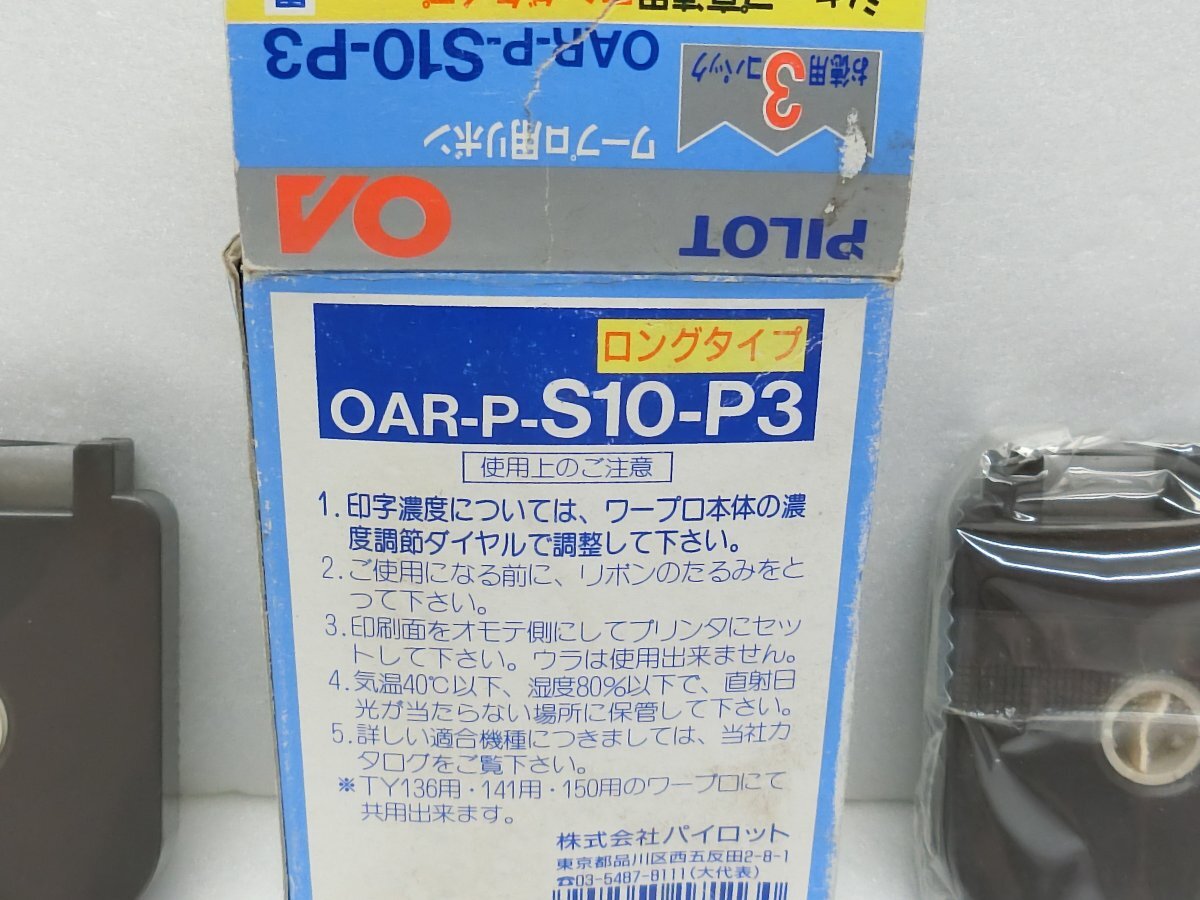 OAR-P-S10-P3
お徳用
3
コパック
ワープロ用リボン
OA
PILOT
ロングタイプ
OAR-P-S10-P3
使用上のご注意
1. 印字濃度については、ワープロ本体の濃
度調節ダイヤルで調整して下さい。
2. ご使用になる前に、リボンのたるみをと
って下さい。
3. 印刷面をオモテ側にしてプリンタにセッ
トして下さい。ウラは使用出来ません。
4. 気温40℃以下、湿度80%以下で、直射日
光が当たらない場所に保管して下さい。
5. 詳しい適合機種につきましては、当社カ
タログをご覧下さい。
※TY136用・141用・150用のワープロにて
共用出来ます。
株式会社パイロット
東京都品川区西五反田2-8-1
☎03-5487-8111(大代表)